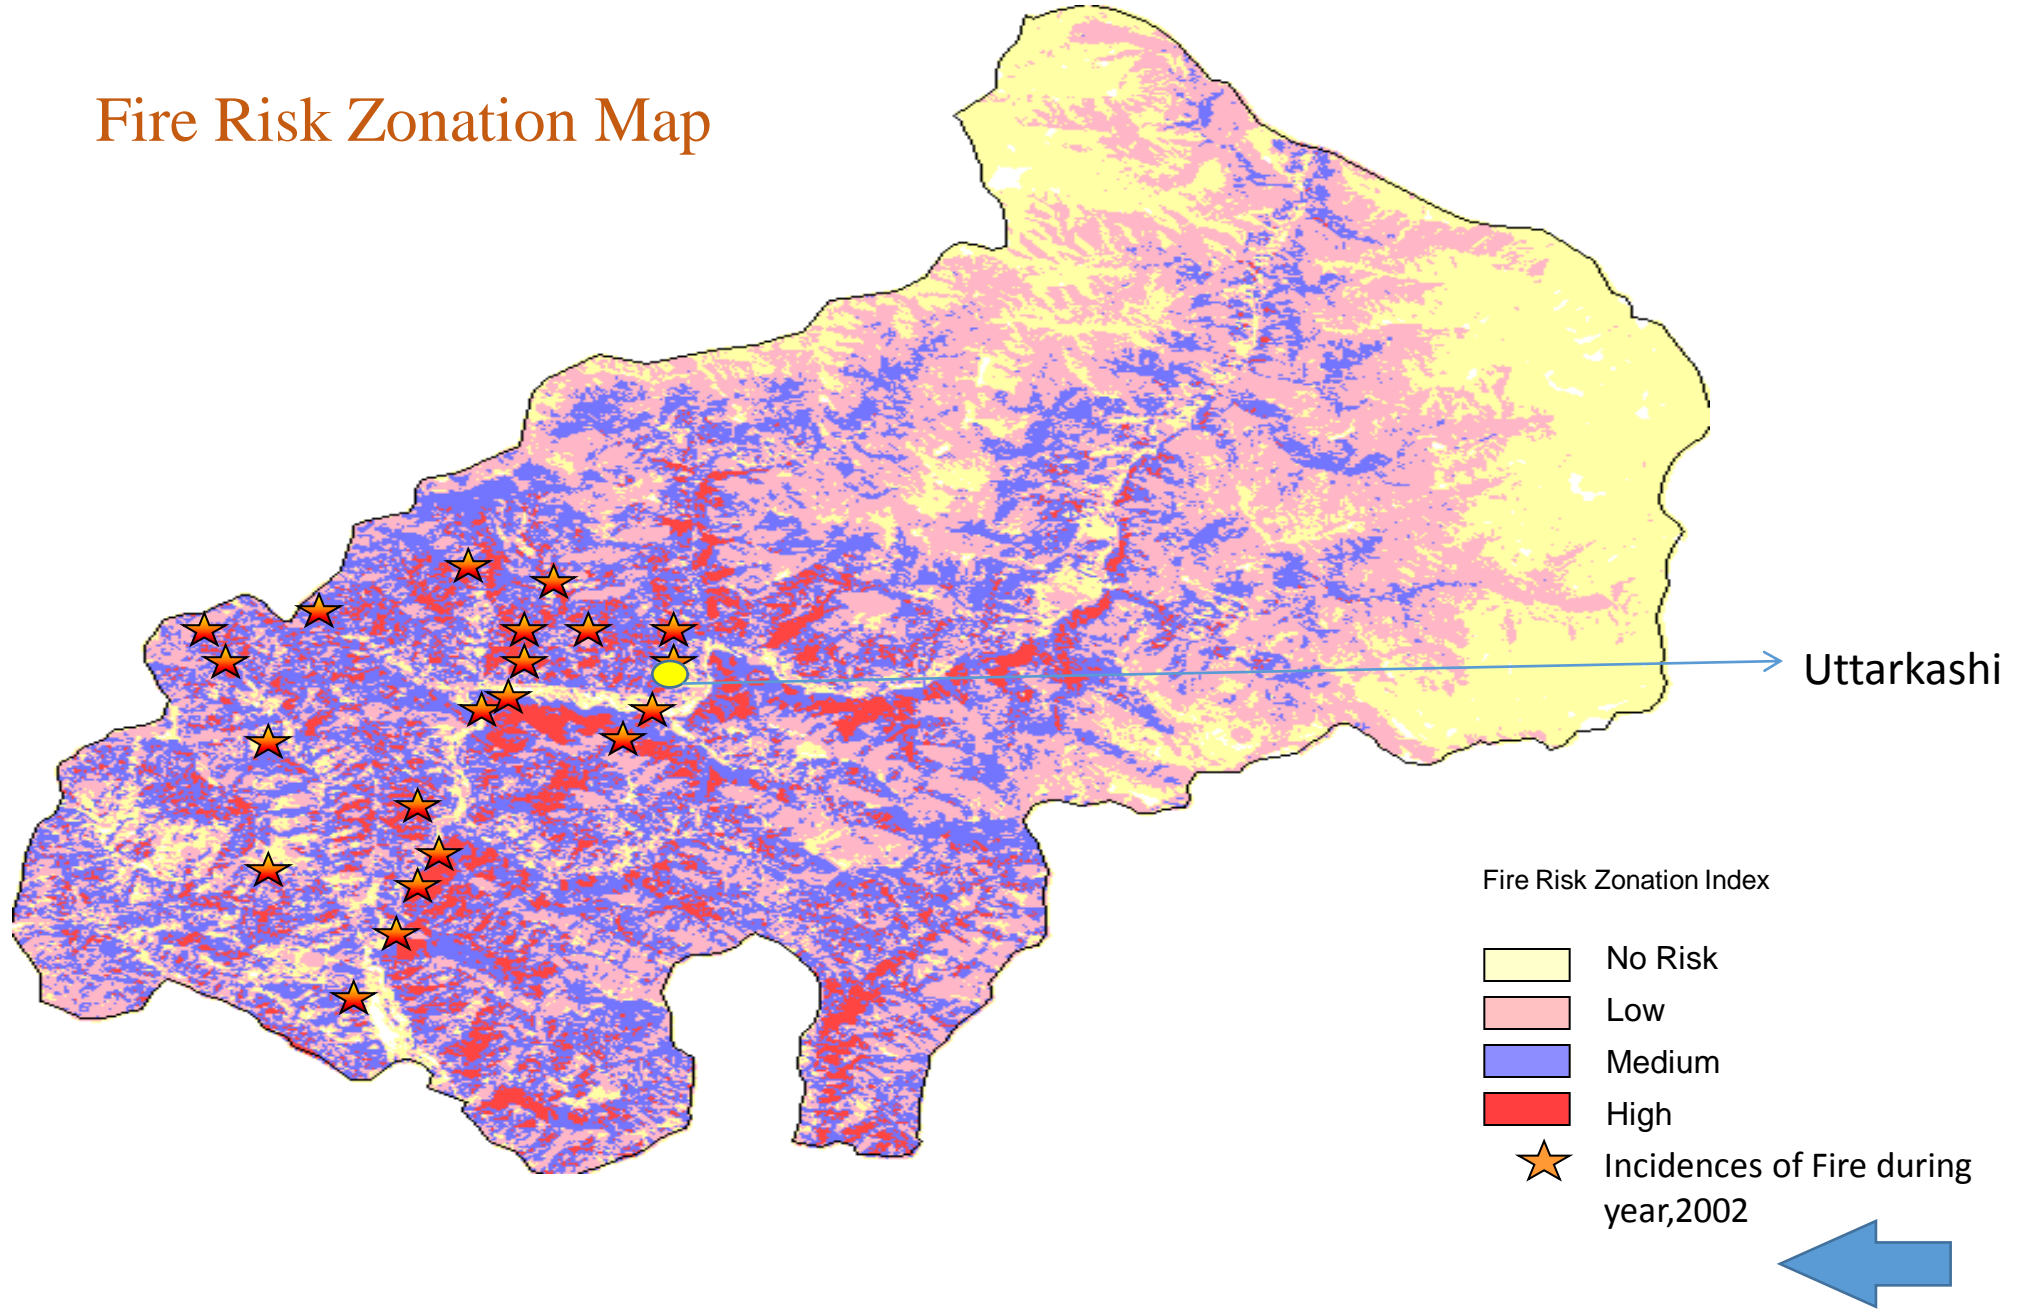 Fire Risk Zonation Map
Uttarkashi
Fire Risk Zonation Index
No Risk
Low
Medium
High
Incidences of Fire during
year,2002